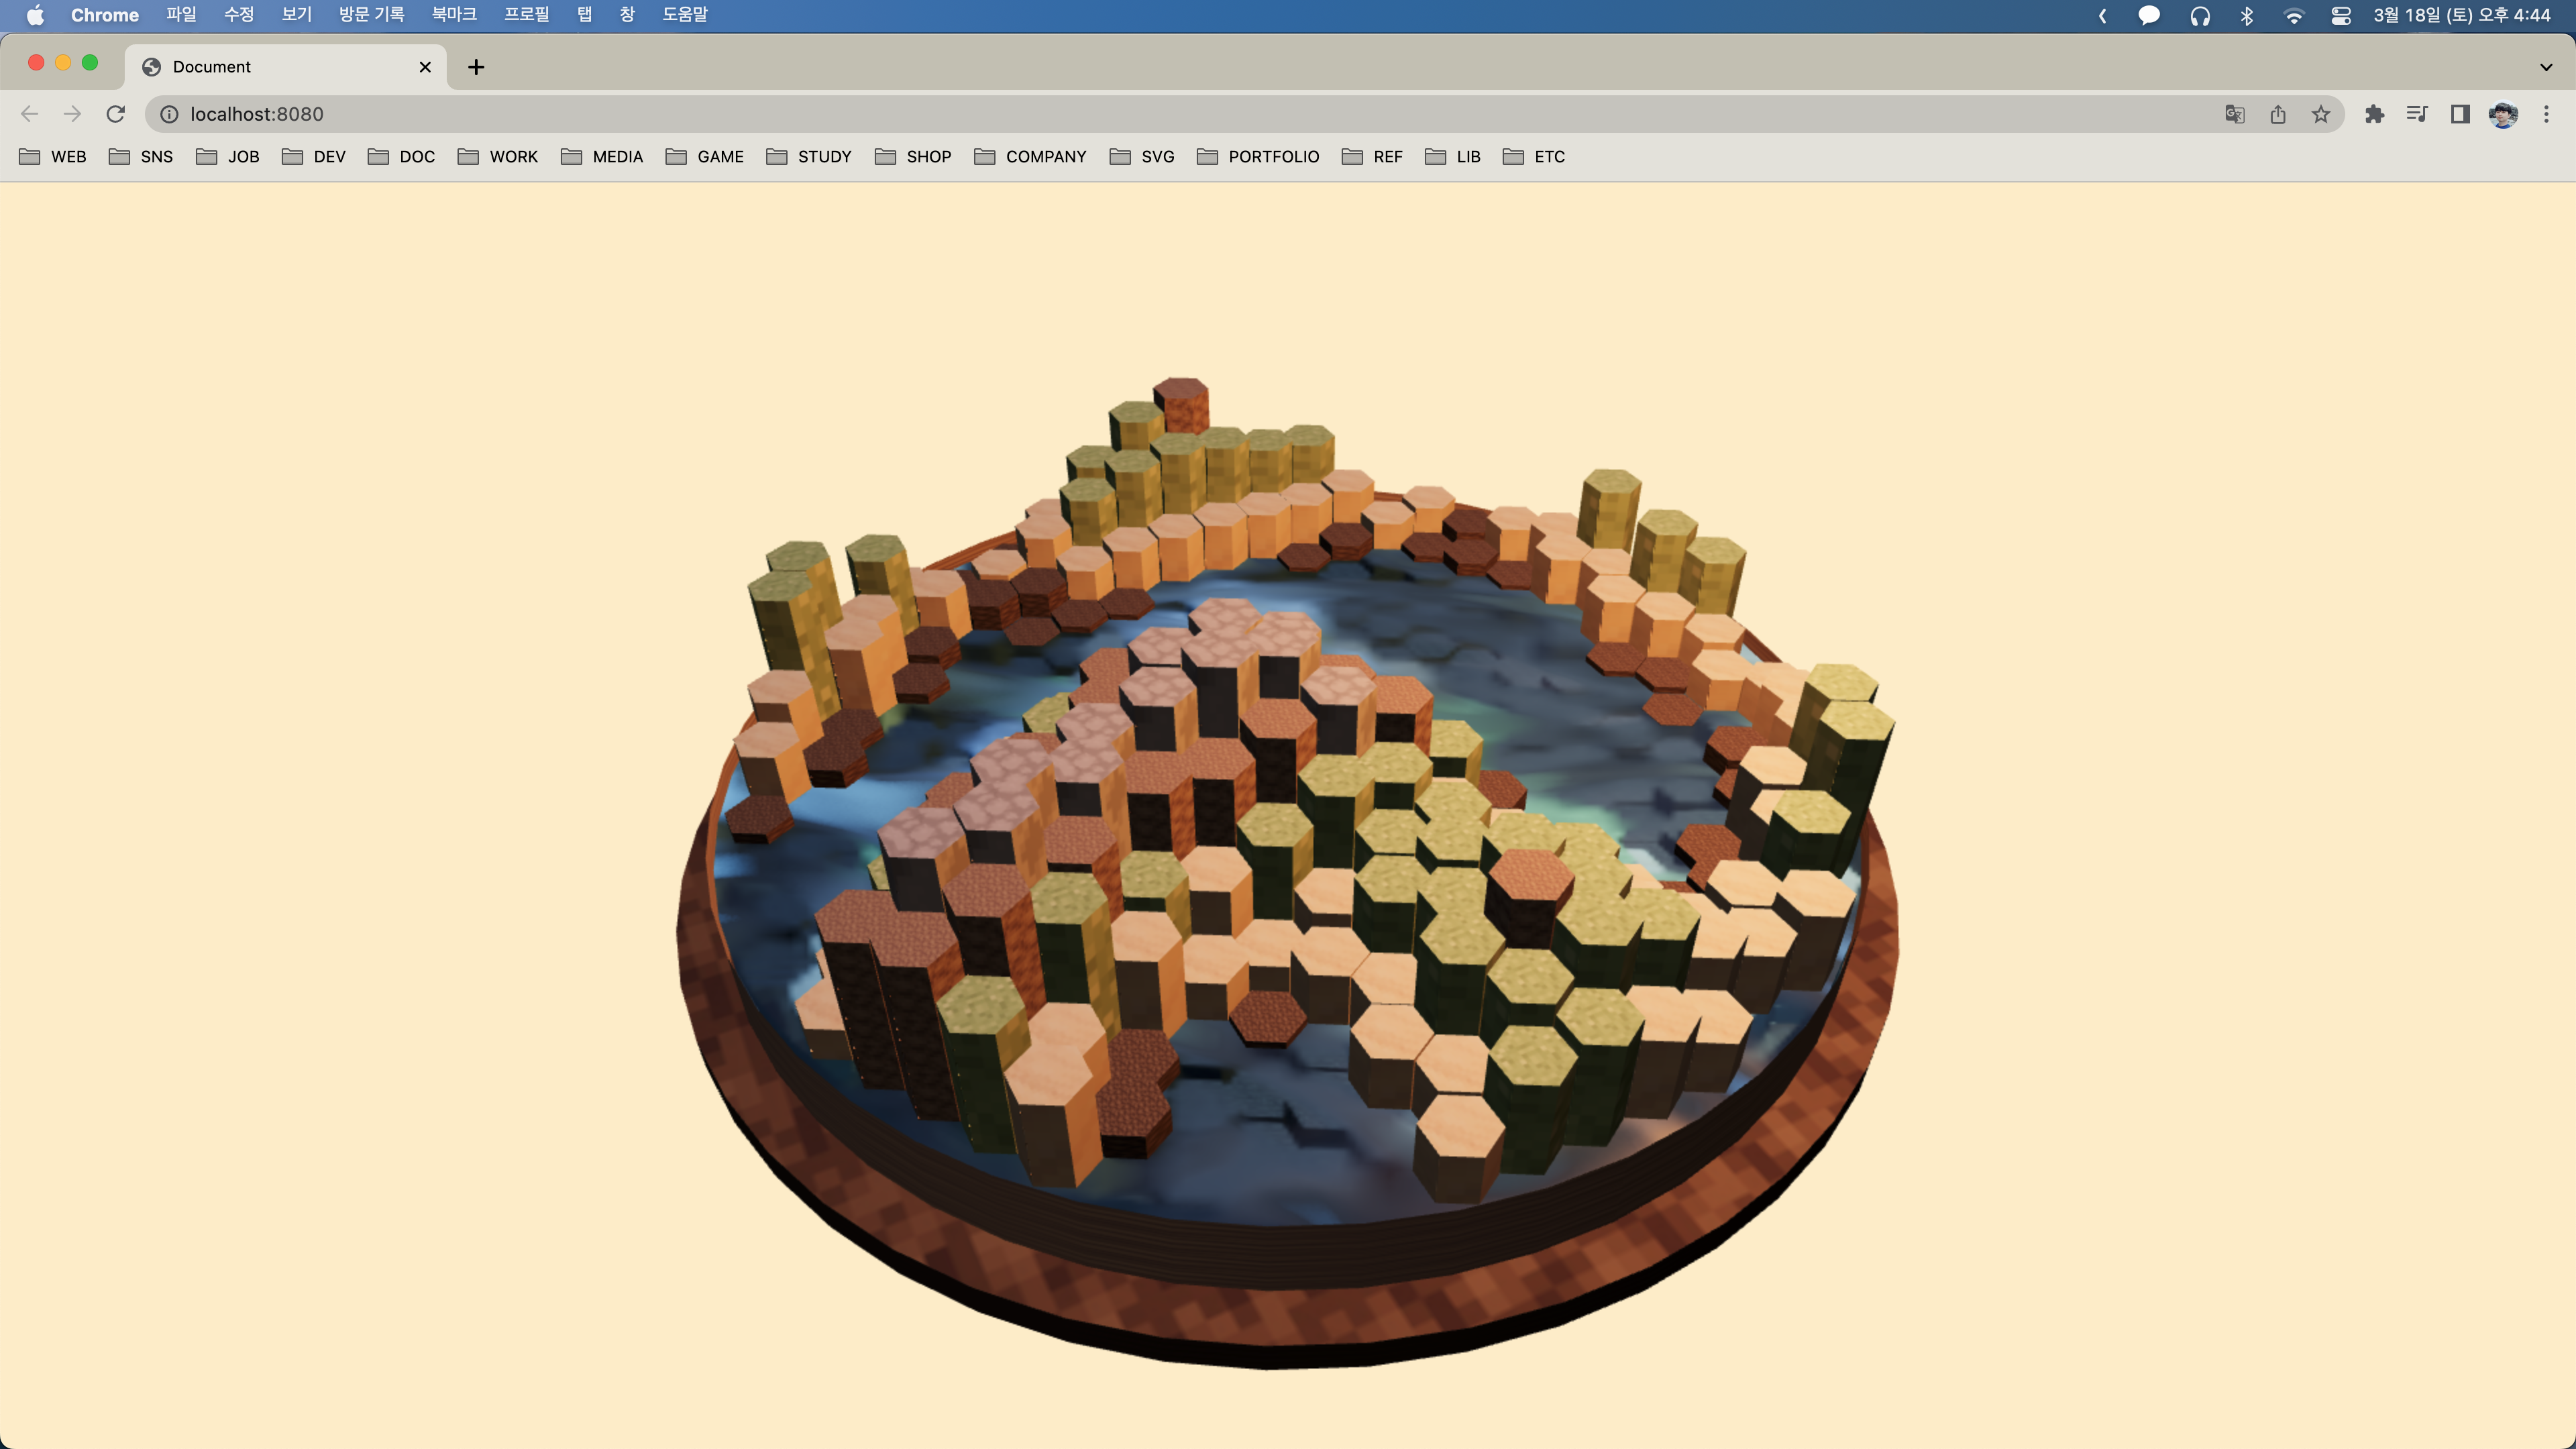 Chrome 파일 수정 보기 방문 기록 북마크 프로필 탭 창 도움말 3월 18일 (토) 오후 4:44
Document
localhost:8080
WEB SNS JOB DEV DOC WORK MEDIA GAME STUDY SHOP COMPANY SVG PORTFOLIO REF LIB ETC